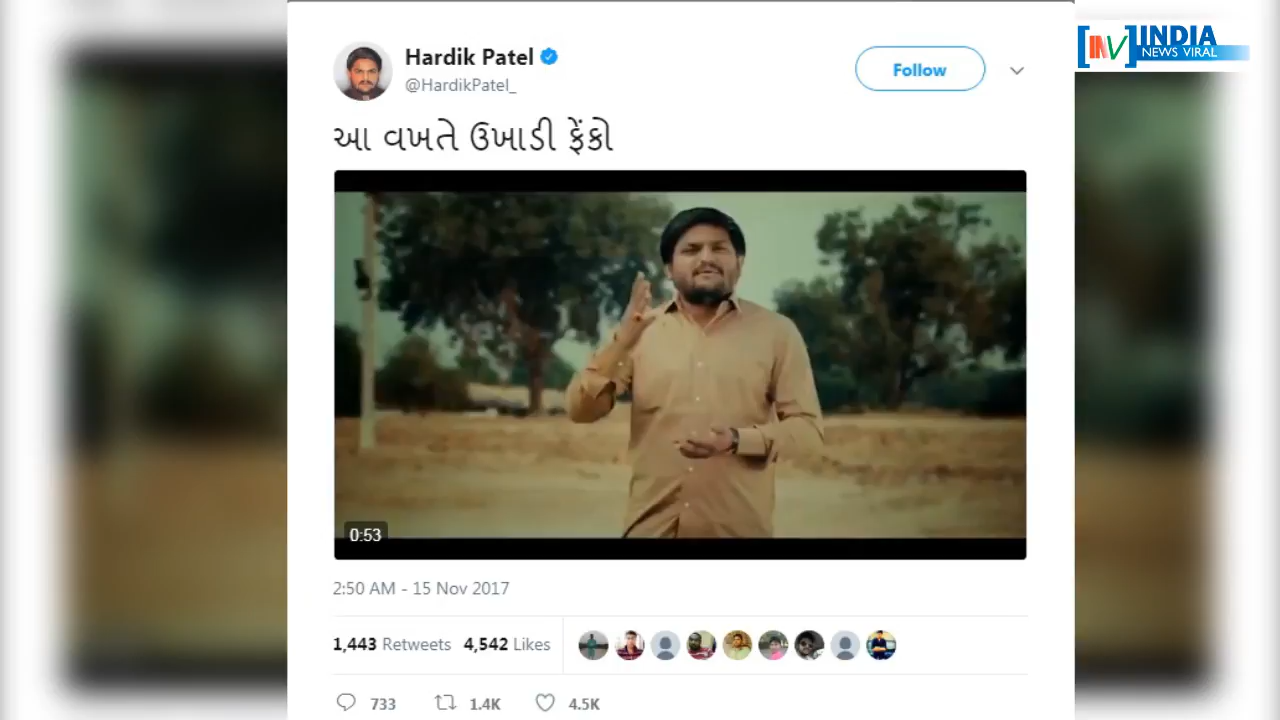 INDIA
NEWS VIRAL
Hardik Patel
@HardikPatel_
Follow
આ વખતે ઉખાડી ફેંકો
0:53
2:50 AM - 15 Nov 2017
1,443 Retweets 4,542 Likes
733 1.4K 4.5K